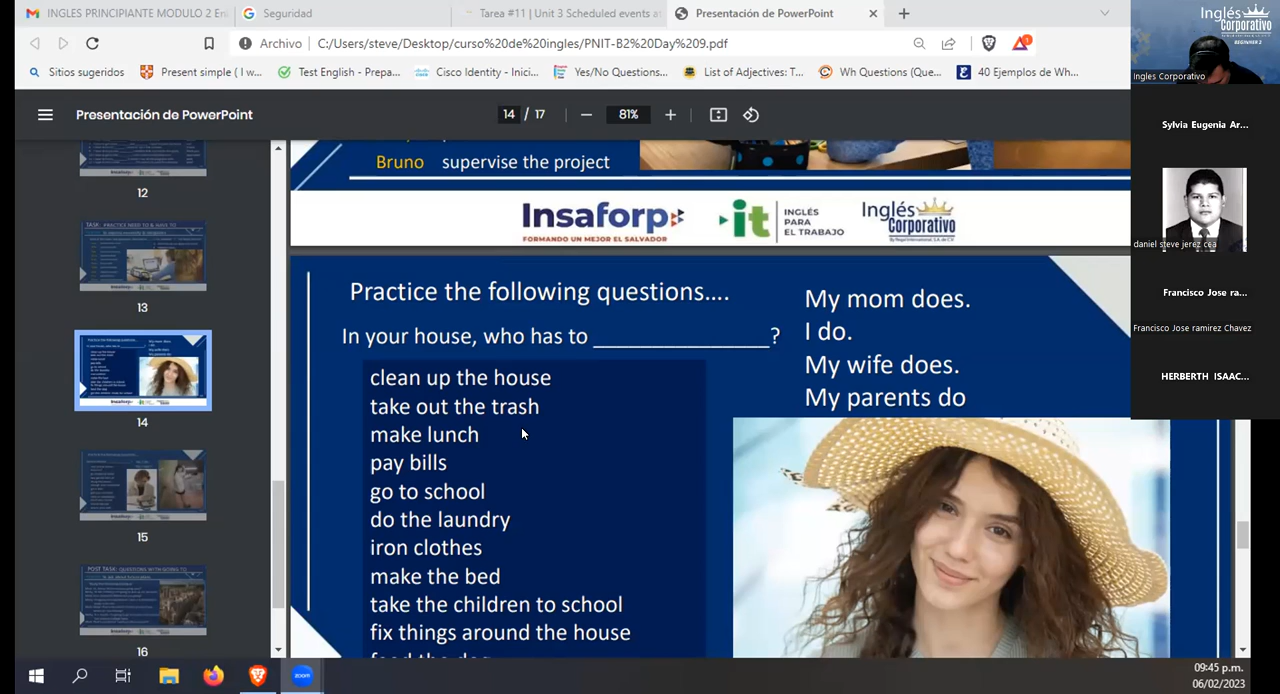 INGLES PRINCIPIANTE MODULO 2 En
Seguridad
Tarea #11 | Unit 3 Scheduled events a
Presentación de PowerPoint
Archivo
C:/Users/steve/Desktop/curso%20de%20ingles/PNIT-B2%20Day%209.pdf
Sitios sugeridos
Present simple ( I w...
Test English - Prepa...
Cisco Identity - Inici...
Yes/No Questions...
List of Adjectives: T...
Wh Questions (Que...
40 Ejemplos de Wh...
Presentación de PowerPoint
14 / 17
81%
12
13
14
15
16
Bruno supervise the project
Insaforp
FORMANDO UN MEJOR EL SALVADOR
it
INGLÉS
PARA
EL TRABAJO
Inglés
Corporativo
Practice the following questions....
In your house, who has to ________________?
clean up the house
take out the trash
make lunch
pay bills
go to school
do the laundry
iron clothes
make the bed
take the children to school
fix things around the house
feed the dog
My mom does.
I do.
My wife does.
My parents do
Inglés
Corporativo
BEGINNER 2
Ingles Corporativo
Sylvia Eugenia Ar...
daniel steve jerez cea
Francisco Jose ra...
Francisco Jose ramirez Chavez
HERBERTH ISAAC...
zoom
09:45 p.m.
06/02/2023